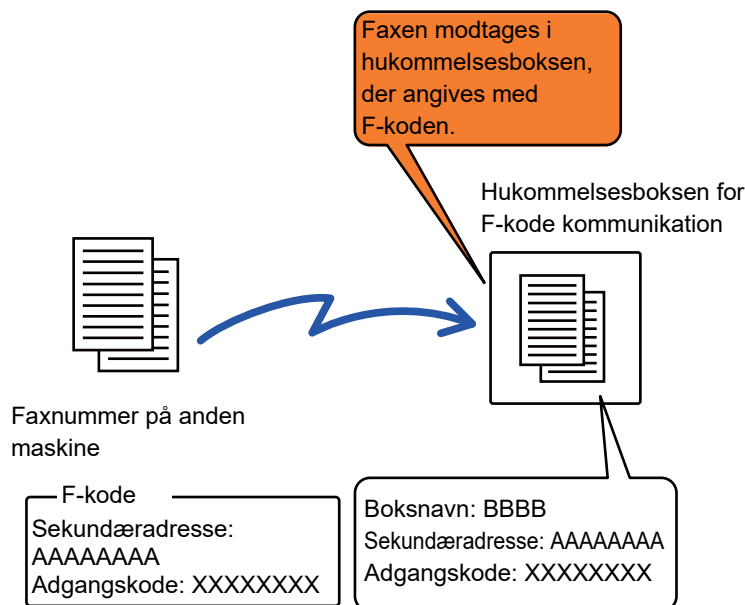 Faxen modtages i
hukommelsesboksen,
der angives med
F-koden.
Hukommelsesboksen for
F-kode kommunikation
Faxnummer på anden
maskine
F-kode
Sekundæradresse:
AAAAAAAA
Adgangskode: XXXXXXXX
Boksnavn: BBBB
Sekundæradresse: AAAAAAAA
Adgangskode: XXXXXXXX